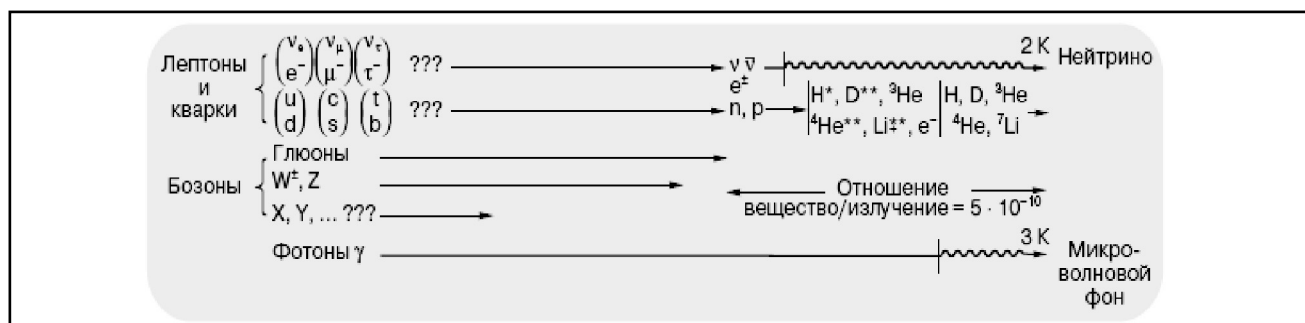 Лептоны и кварки
(νe e⁻) (νμ μ⁻) (ντ τ⁻) ???
ν ν̄
e±
2 K
Нейтрино
(u d) (c s) (t b) ???
n, p
H*, D**, ³He
⁴He**, Li‡**, e⁻
H, D, ³He
⁴He, ⁷Li
Бозоны
Глюоны
W±, Z
X, Y, ... ???
Отношение
вещество/излучение = 5 · 10⁻¹⁰
Фотоны γ
3 K
Микро-
волновой
фон